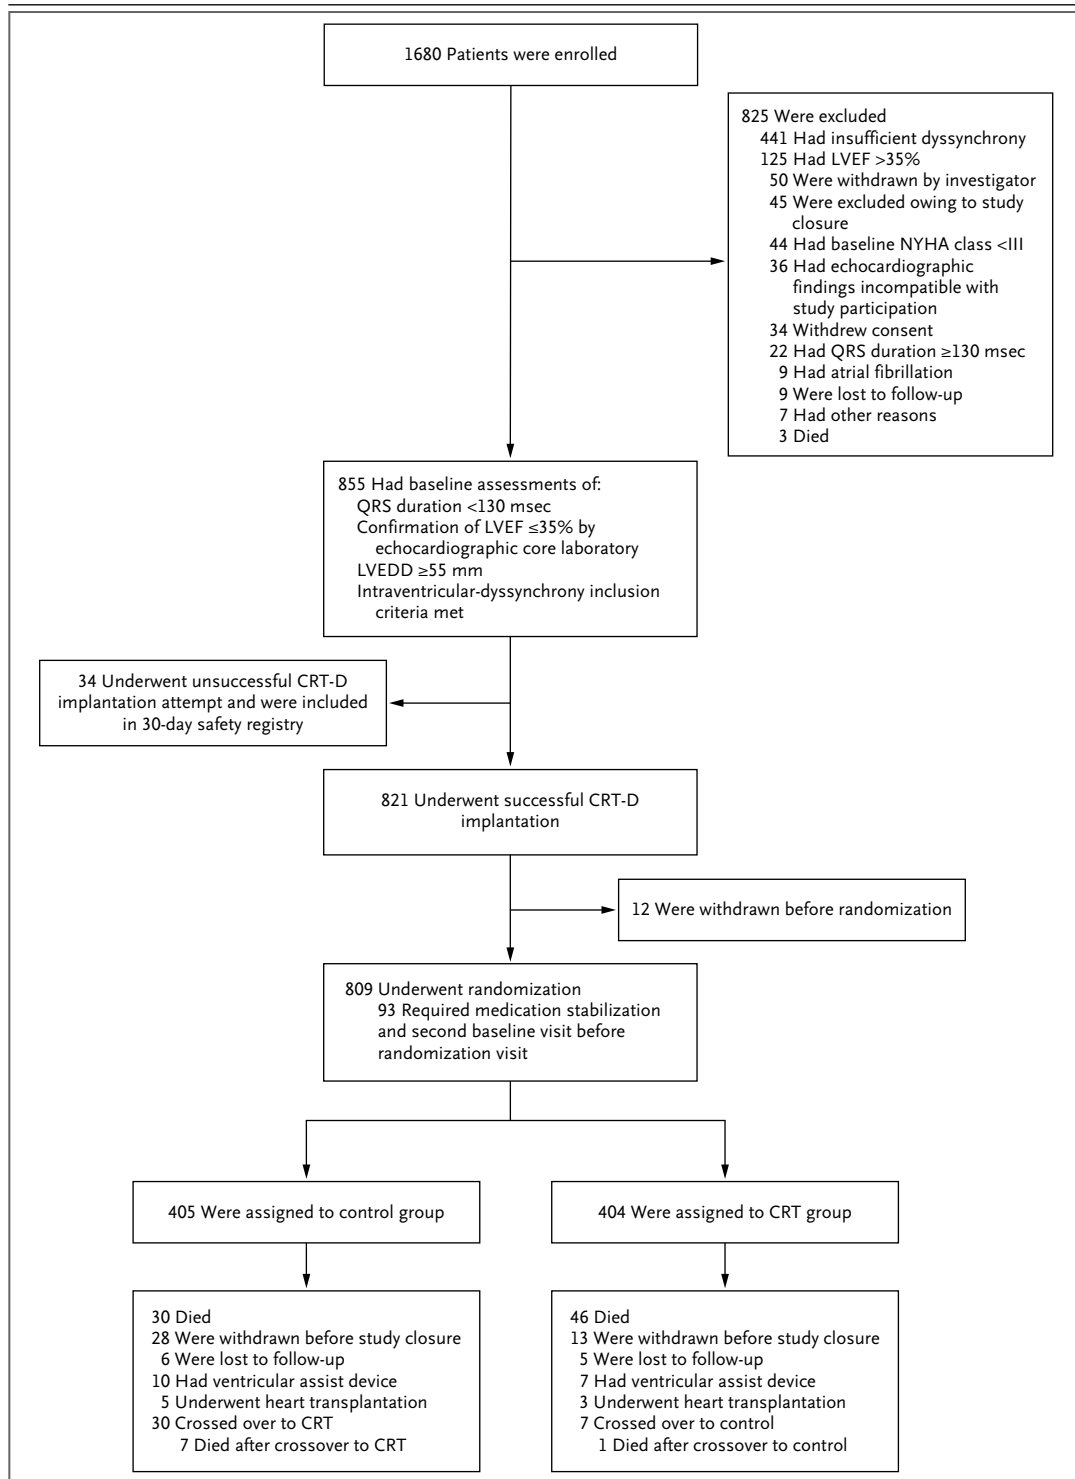 1680 Patients were enrolled
825 Were excluded
441 Had insufficient dyssynchrony
125 Had LVEF >35%
50 Were withdrawn by investigator
45 Were excluded owing to study
closure
44 Had baseline NYHA class <III
36 Had echocardiographic
findings incompatible with
study participation
34 Withdrew consent
22 Had QRS duration ≥130 msec
9 Had atrial fibrillation
9 Were lost to follow-up
7 Had other reasons
3 Died
855 Had baseline assessments of:
QRS duration <130 msec
Confirmation of LVEF ≤35% by
echocardiographic core laboratory
LVEDD ≥55 mm
Intraventricular-dyssynchrony inclusion
criteria met
34 Underwent unsuccessful CRT-D
implantation attempt and were included
in 30-day safety registry
821 Underwent successful CRT-D
implantation
12 Were withdrawn before randomization
809 Underwent randomization
93 Required medication stabilization
and second baseline visit before
randomization visit
405 Were assigned to control group
404 Were assigned to CRT group
30 Died
28 Were withdrawn before study closure
6 Were lost to follow-up
10 Had ventricular assist device
5 Underwent heart transplantation
30 Crossed over to CRT
7 Died after crossover to CRT
46 Died
13 Were withdrawn before study closure
5 Were lost to follow-up
7 Had ventricular assist device
3 Underwent heart transplantation
7 Crossed over to control
1 Died after crossover to control